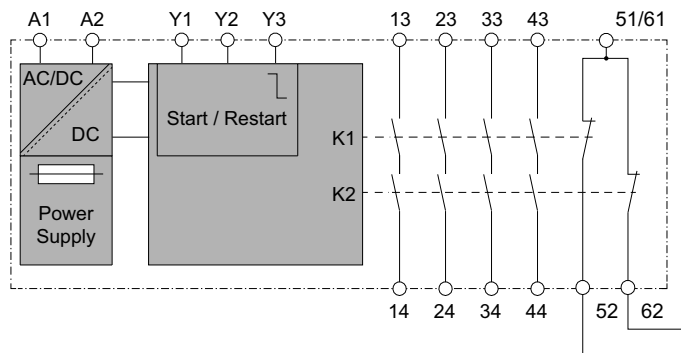 A1 A2 Y1 Y2 Y3 13 23 33 43 51/61
AC/DC
DC
Start / Restart
K1
K2
Power
Supply
14 24 34 44 52 62